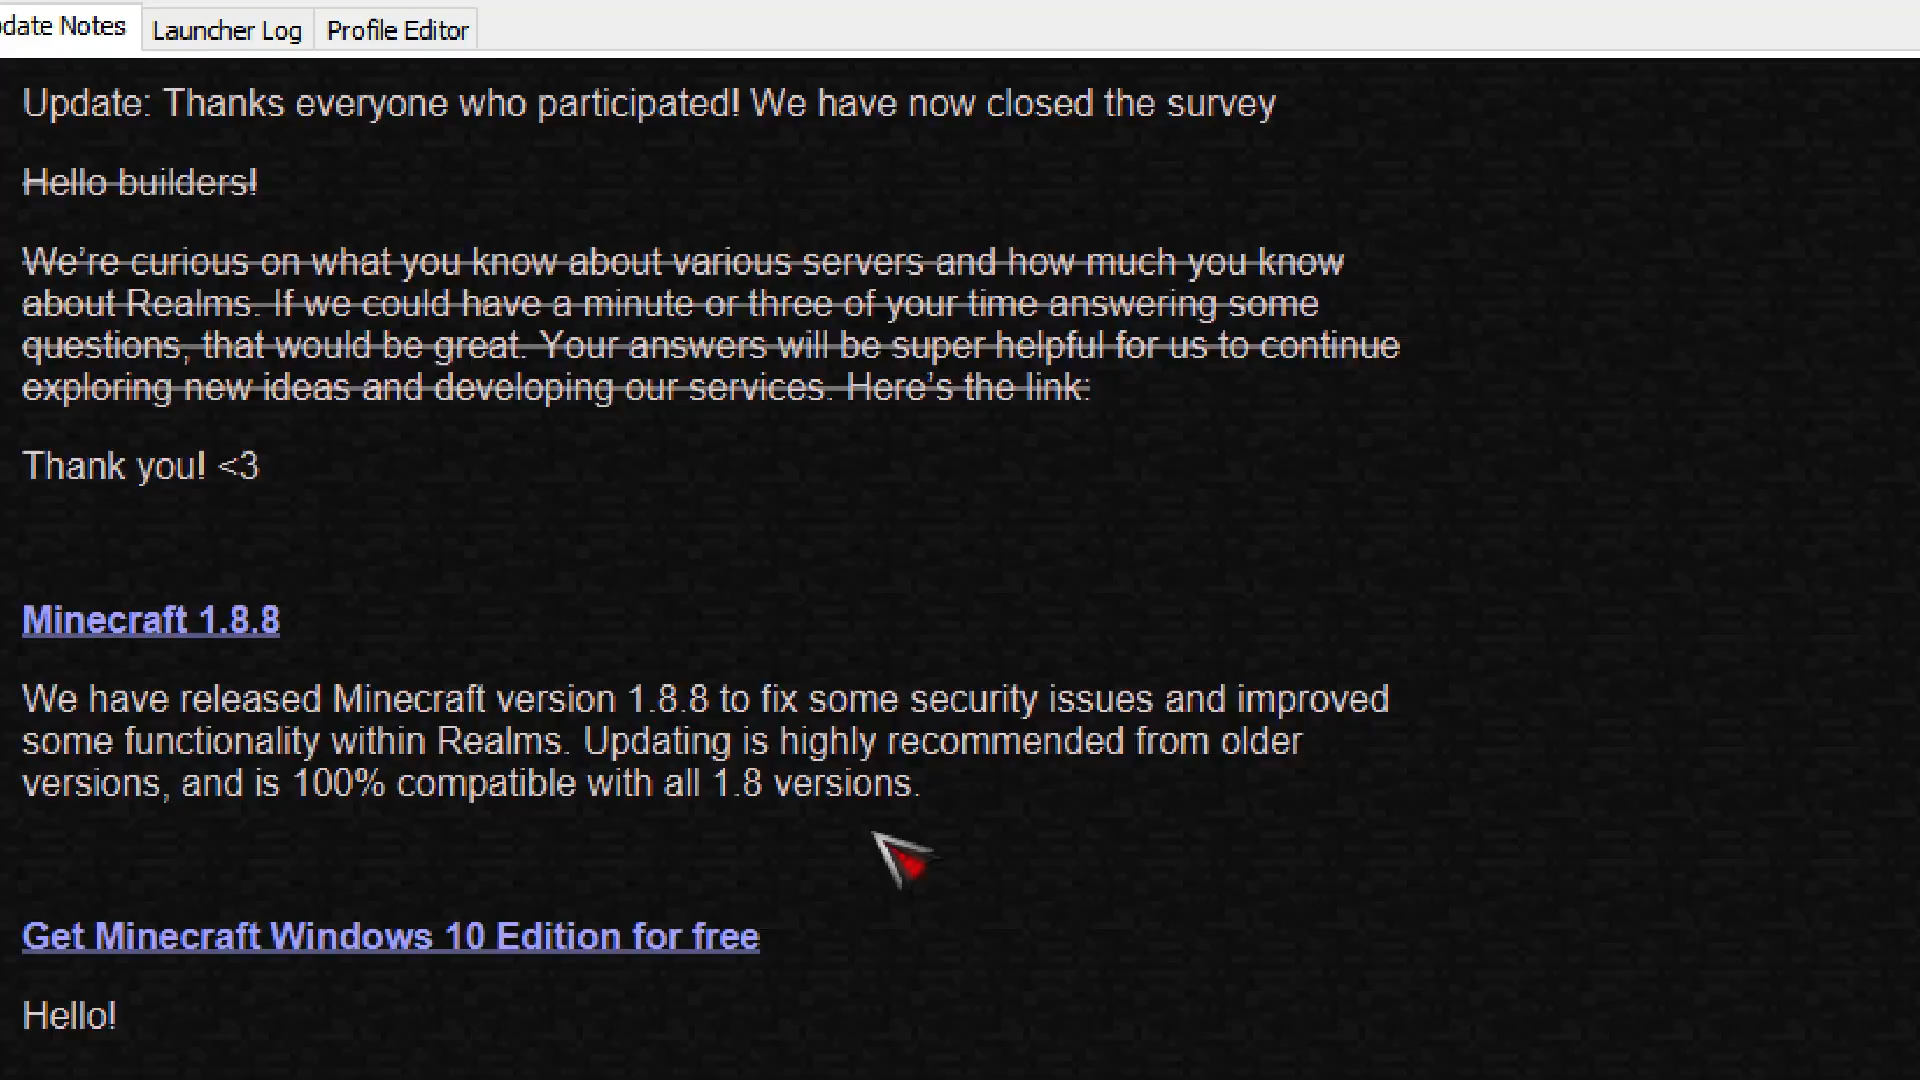 date Notes
Launcher Log
Profile Editor
Update: Thanks everyone who participated! We have now closed the survey
Hello builders!
We’re curious on what you know about various servers and how much you know
about Realms. If we could have a minute or three of your time answering some
questions, that would be great. Your answers will be super helpful for us to continue
exploring new ideas and developing our services. Here’s the link:
Thank you! <3
Minecraft 1.8.8
We have released Minecraft version 1.8.8 to fix some security issues and improved
some functionality within Realms. Updating is highly recommended from older
versions, and is 100% compatible with all 1.8 versions.
Get Minecraft Windows 10 Edition for free
Hello!